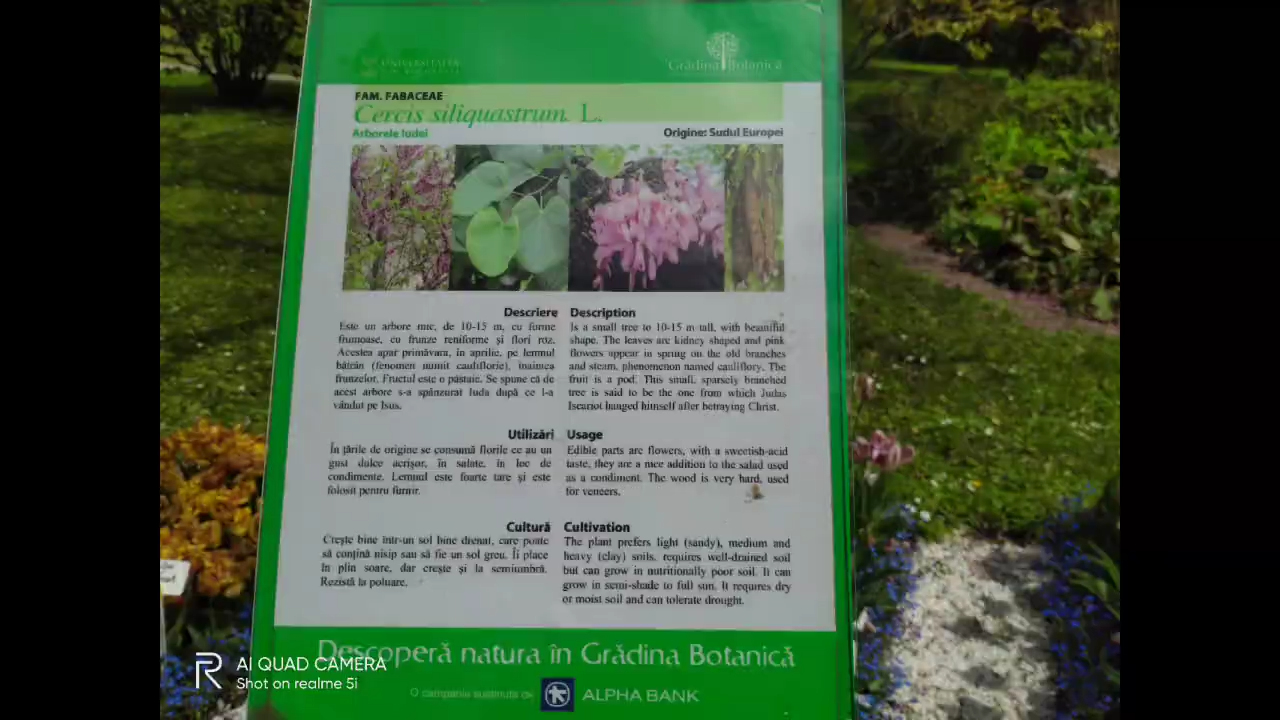 UNIVERSITATEA
Grădina Botanică
FAM. FABACEAE
Cercis siliquastrum L.
Arborele Iudei
Origine: Sudul Europei
Descriere
Este un arbore mic, de 10-15 m, cu forme
frumoase, cu frunze reniforme și flori roz.
Acestea apar primăvara, în aprilie, pe lemnul
bătrân (fenomen numit cauliflorie), înaintea
frunzelor. Fructul este o păstaie. Se spune că de
acest arbore s-a spânzurat Iuda după ce l-a
vândut pe Isus.
Description
Is a small tree to 10-15 m tall, with beautiful
shape. The leaves are kidney shaped and pink
flowers appear in spring on the old branches
and steam, phenomenon named cauliflory. The
fruit is a pod. This small, sparsely branched
tree is said to be the one from which Judas
Iscariot hanged himself after betraying Christ.
Utilizări
În țările de origine se consumă florile ce au un
gust dulce acrișor, în salate, în loc de
condimente. Lemnul este foarte tare și este
folosit pentru furnir.
Usage
Edible parts are flowers, with a sweetish-acid
taste, they are a nice addition to the salad used
as a condiment. The wood is very hard, used
for veneers.
Cultură
Crește bine într-un sol bine drenat, care poate
să conțină nisip sau să fie un sol greu. Îi place
în plin soare, dar crește și la semiumbră.
Rezistă la poluare.
Cultivation
The plant prefers light (sandy), medium and
heavy (clay) soils, requires well-drained soil
but can grow in nutritionally poor soil. It can
grow in semi-shade to full sun. It requires dry
or moist soil and can tolerate drought.
Descoperă natura în Grădina Botanică
O campanie susținută de
ALPHA BANK
R
AI QUAD CAMERA
Shot on realme 5i